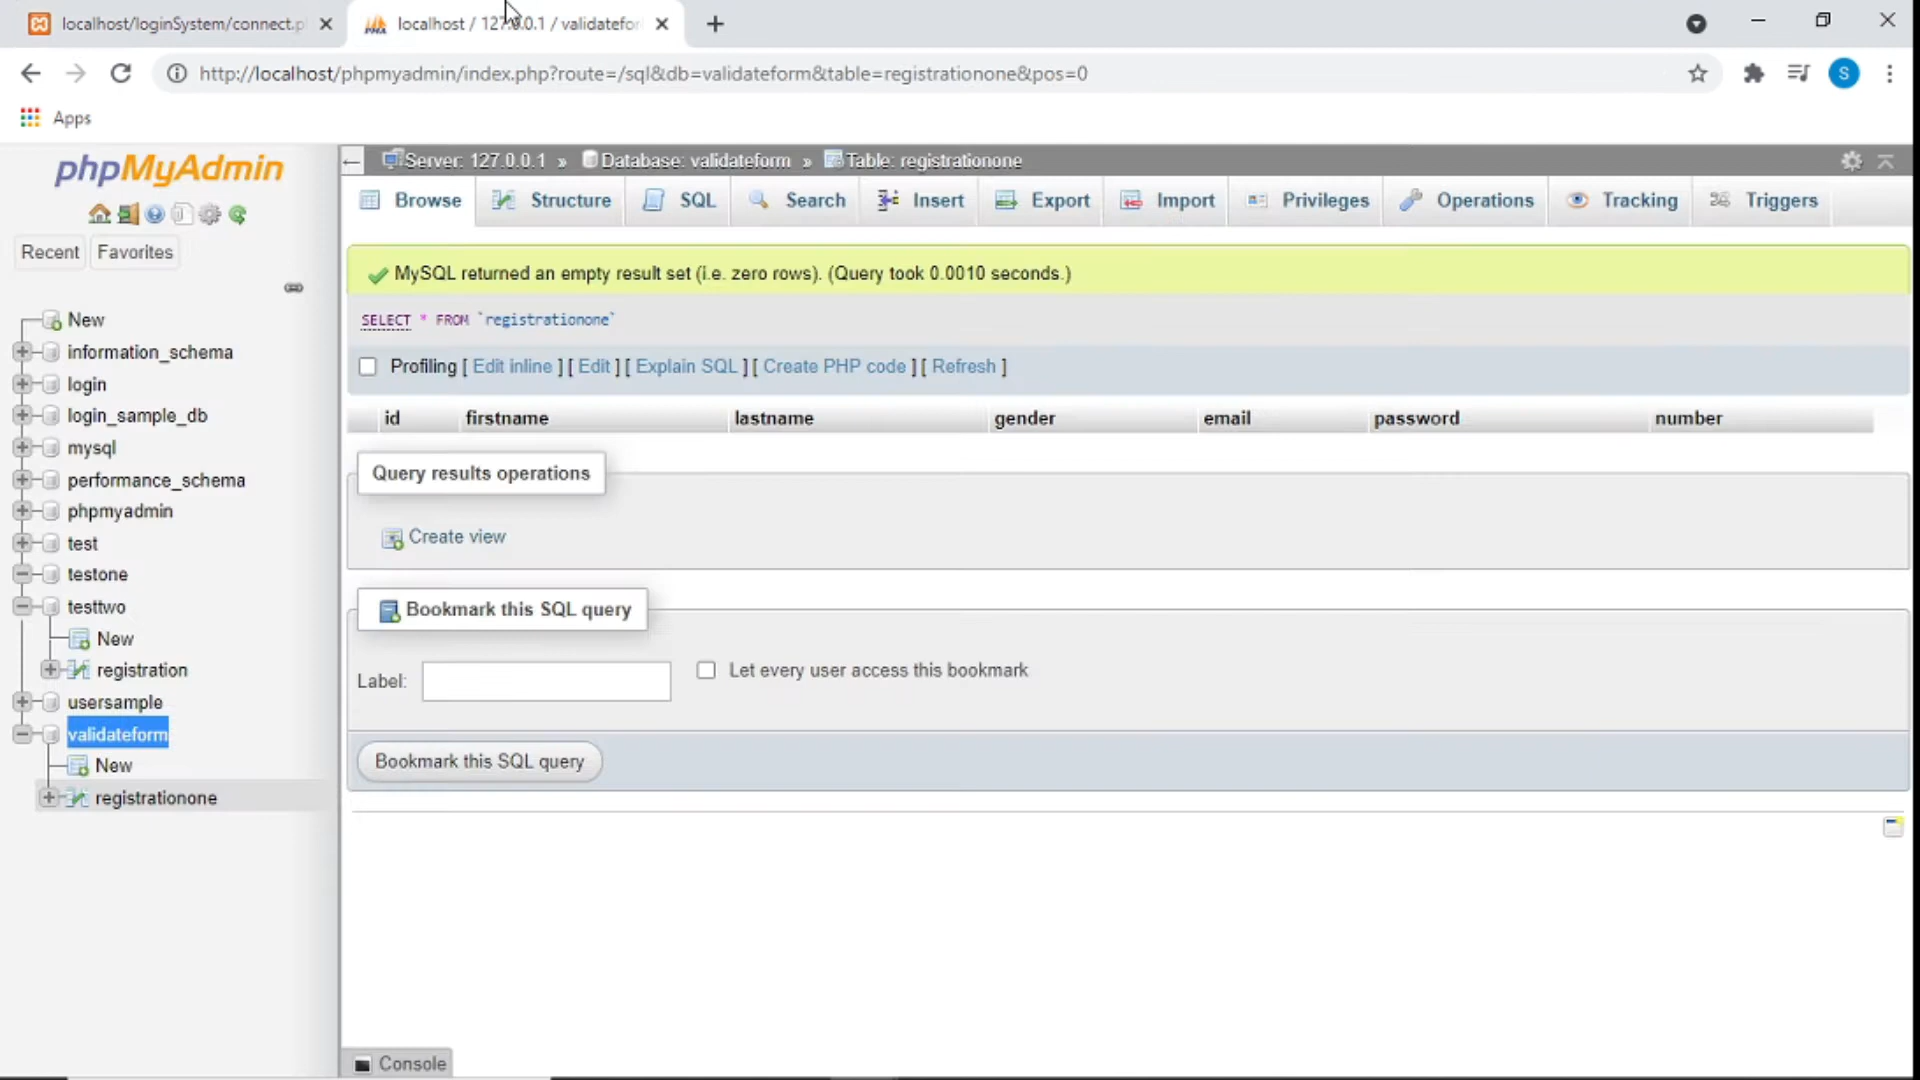 localhost/loginSystem/connect.p
localhost / 127.0.0.1 / validatefor
http://localhost/phpmyadmin/index.php?route=/sql&db=validateform&table=registrationone&pos=0
S
Apps
phpMyAdmin
Recent Favorites
New
information_schema
login
login_sample_db
mysql
performance_schema
phpmyadmin
test
testone
testtwo
New
registration
usersample
validateform
New
registrationone
Server: 127.0.0.1 » Database: validateform » Table: registrationone
Browse Structure SQL Search Insert Export Import Privileges Operations Tracking Triggers
MySQL returned an empty result set (i.e. zero rows). (Query took 0.0010 seconds.)
SELECT * FROM `registrationone`
Profiling [ Edit inline ] [ Edit ] [ Explain SQL ] [ Create PHP code ] [ Refresh ]
id firstname lastname gender email password number
Query results operations
Create view
Bookmark this SQL query
Label: Let every user access this bookmark
Bookmark this SQL query
Console